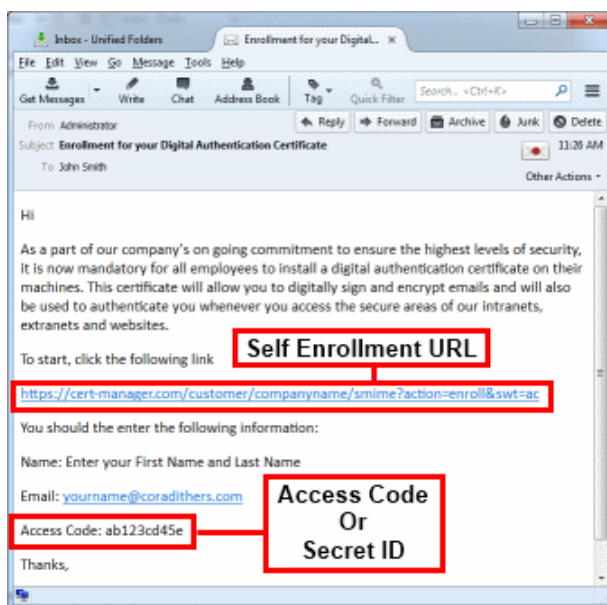 Inbox - Unified Folders
Enrollment for your Digital... ×
File Edit View Go Message Tools Help
Get Messages Write Chat Address Book Tag Quick Filter Search... <Ctrl+K>
From Administrator Reply Forward Archive Junk Delete
Subject Enrollment for your Digital Authentication Certificate 11:26 AM
To John Smith
Other Actions
Hi
As a part of our company's on going commitment to ensure the highest levels of security,
it is now mandatory for all employees to install a digital authentication certificate on their
machines. This certificate will allow you to digitally sign and encrypt emails and will also
be used to authenticate you whenever you access the secure areas of our intranets,
extranets and websites.
To start, click the following link
Self Enrollment URL
https://cert-manager.com/customer/companyname/smime?action=enroll&swt=ac
You should the enter the following information:
Name: Enter your First Name and Last Name
Email: yourname@coradithers.com
Access Code
Or
Secret ID
Access Code: ab123cd45e
Thanks,